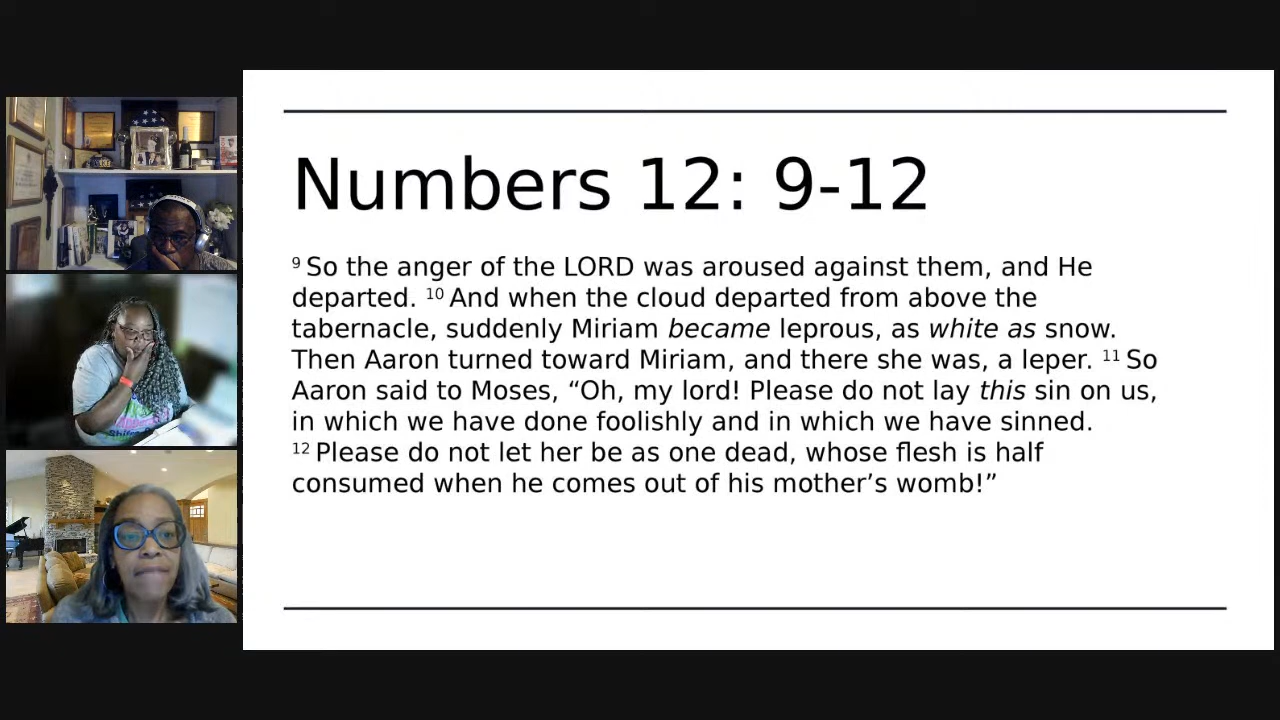 Numbers 12: 9-12
9 So the anger of the LORD was aroused against them, and He
departed. 10 And when the cloud departed from above the
tabernacle, suddenly Miriam became leprous, as white as snow.
Then Aaron turned toward Miriam, and there she was, a leper. 11 So
Aaron said to Moses, “Oh, my lord! Please do not lay this sin on us,
in which we have done foolishly and in which we have sinned.
12 Please do not let her be as one dead, whose flesh is half
consumed when he comes out of his mother’s womb!”